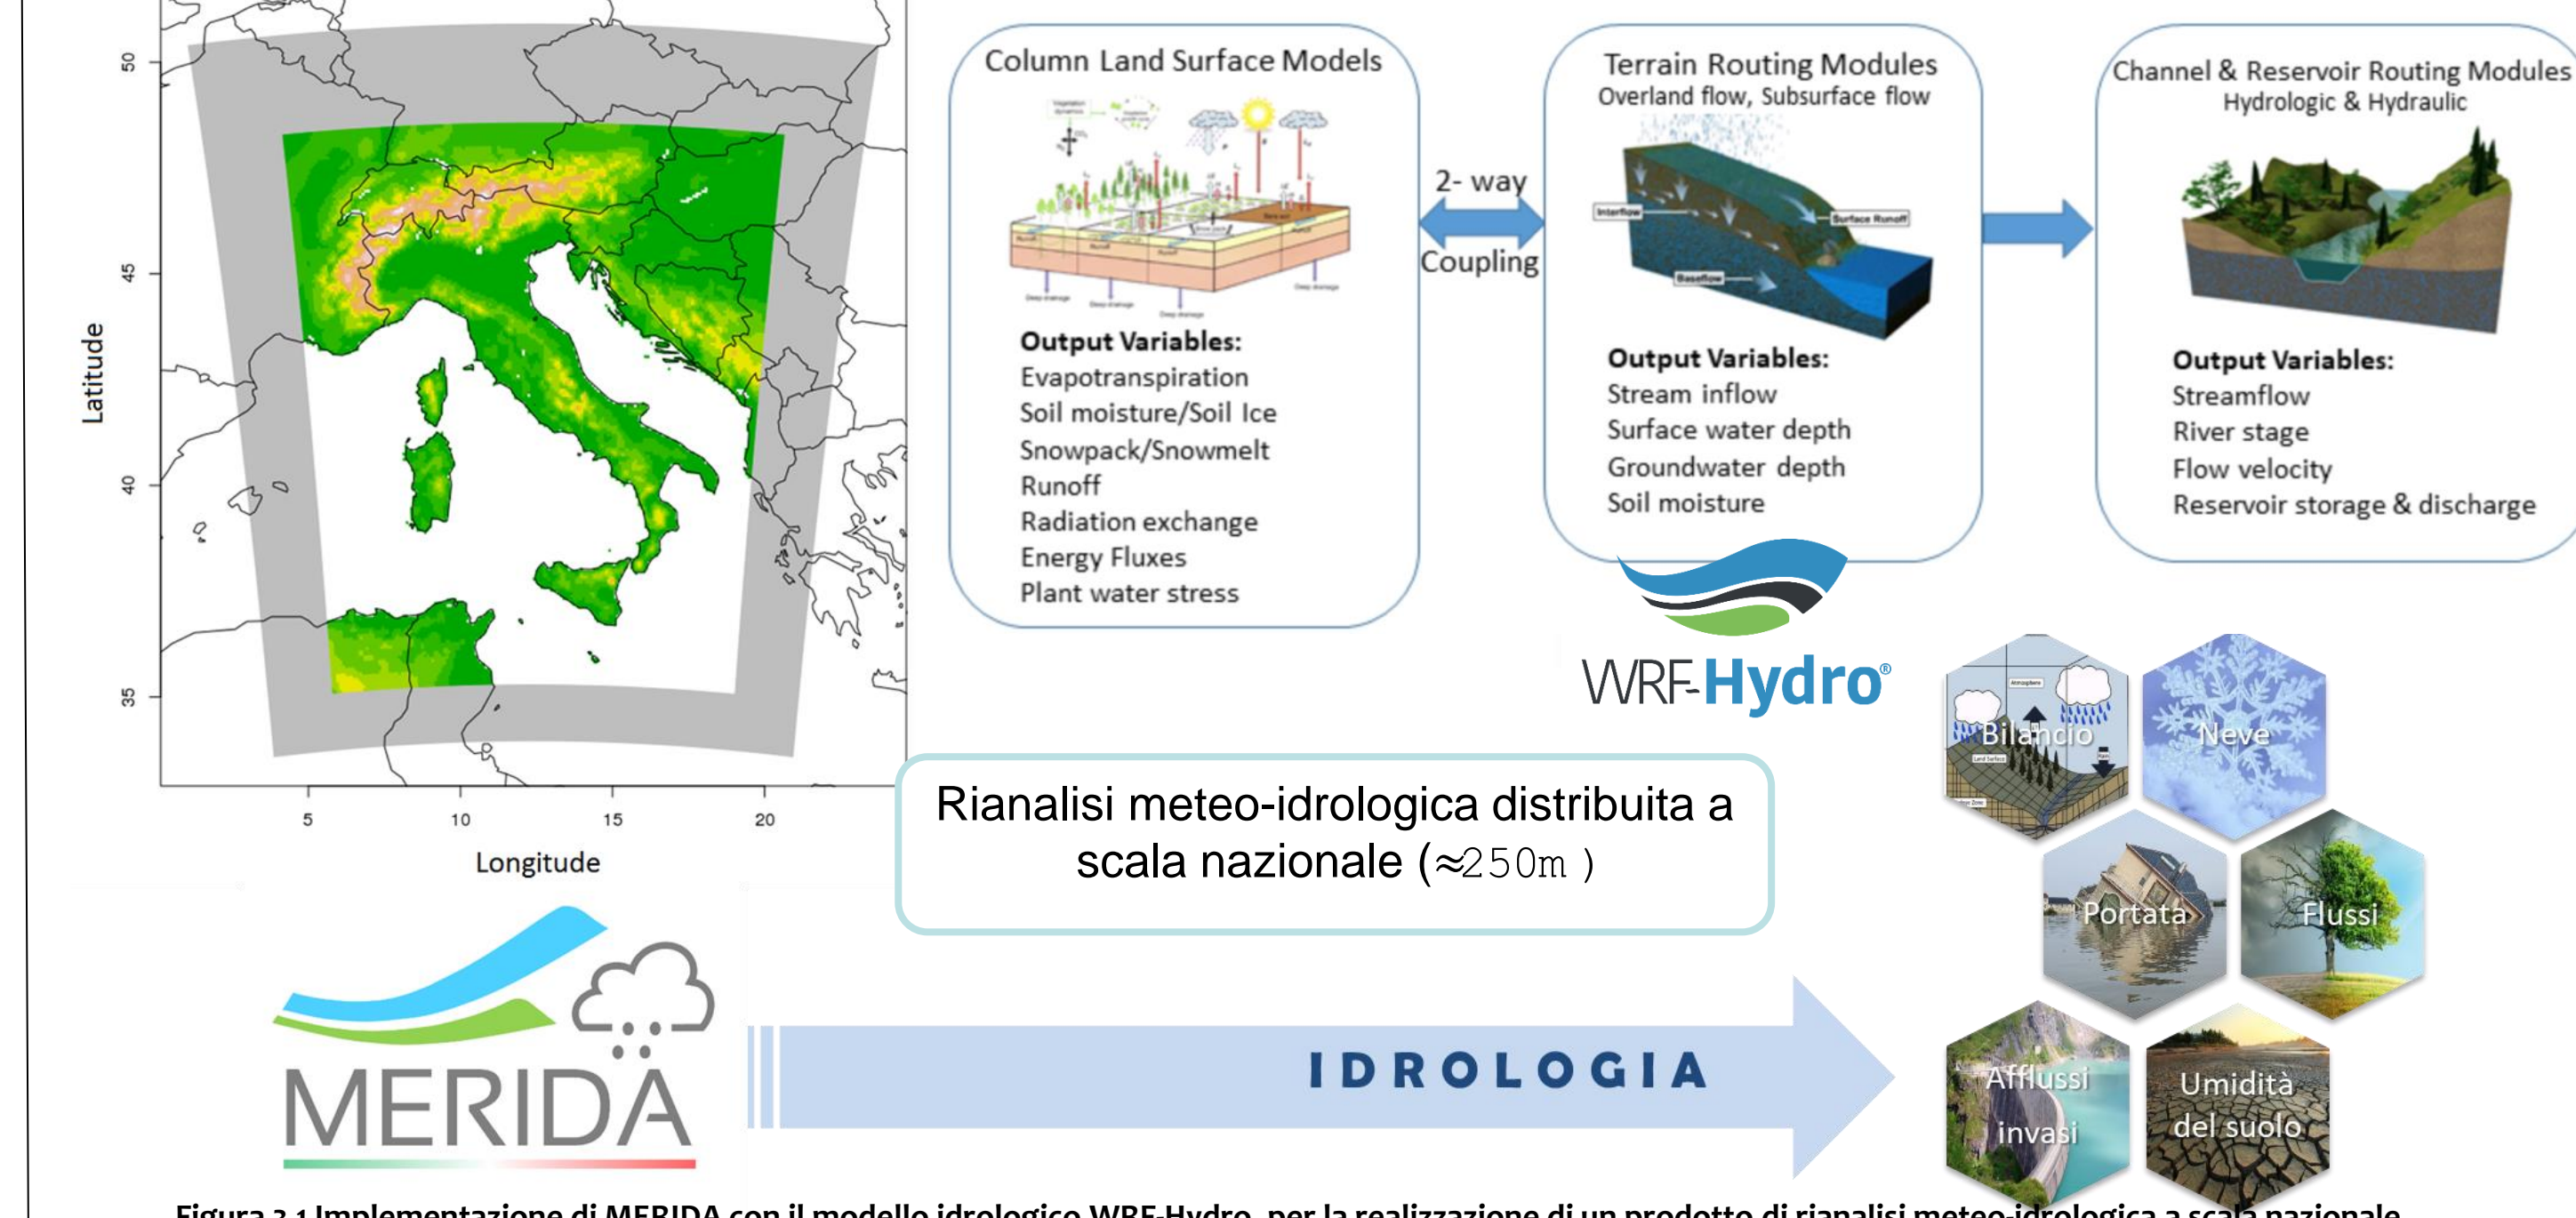 50
45
40
35
Latitude
5
10
15
20
Longitude
Column Land Surface Models
Output Variables:
Evapotranspiration
Soil moisture/Soil Ice
Snowpack/Snowmelt
Runoff
Radiation exchange
Energy Fluxes
Plant water stress
2- way
Coupling
Terrain Routing Modules
Overland flow, Subsurface flow
Interflow
Surface Runoff
Baseflow
Output Variables:
Stream inflow
Surface water depth
Groundwater depth
Soil moisture
Channel & Reservoir Routing Modules
Hydrologic & Hydraulic
Output Variables:
Streamflow
River stage
Flow velocity
Reservoir storage & discharge
WRF-Hydro®
Rianalisi meteo-idrologica distribuita a
scala nazionale (≈250m )
Atmosphere
Bilancio
Land Surface
Neve
Portata
Flussi
Afflussi
invasi
Umidità
del suolo
MERIDA
IDROLOGIA
Figura 2.1 Implementazione di MERIDA con il modello idrologico WRF-Hydro, per la realizzazione di un prodotto di rianalisi meteo-idrologica a scala nazionale